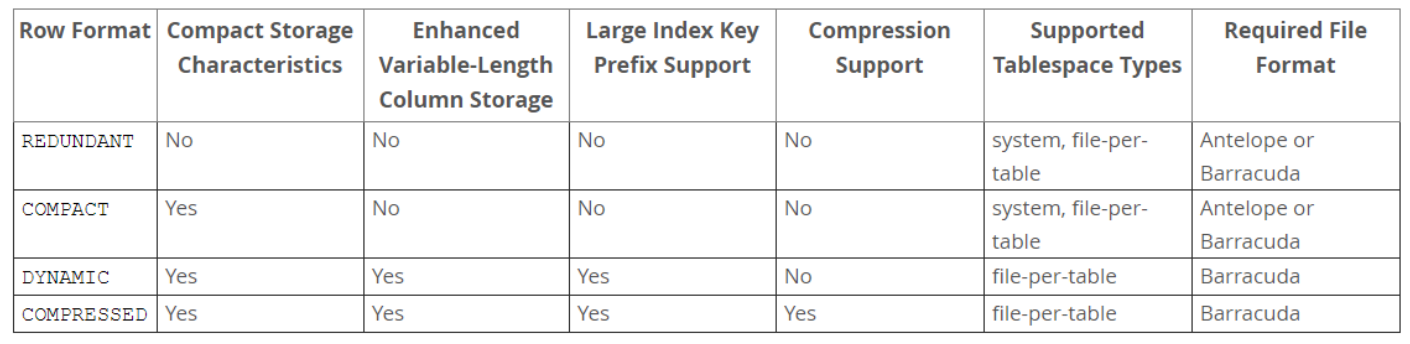 Row Format Compact Storage Characteristics Enhanced Variable-Length Column Storage Large Index Key Prefix Support Compression Support Supported Tablespace Types Required File Format
REDUNDANT No No No No system, file-per-table Antelope or Barracuda
COMPACT Yes No No No system, file-per-table Antelope or Barracuda
DYNAMIC Yes Yes Yes No file-per-table Barracuda
COMPRESSED Yes Yes Yes Yes file-per-table Barracuda